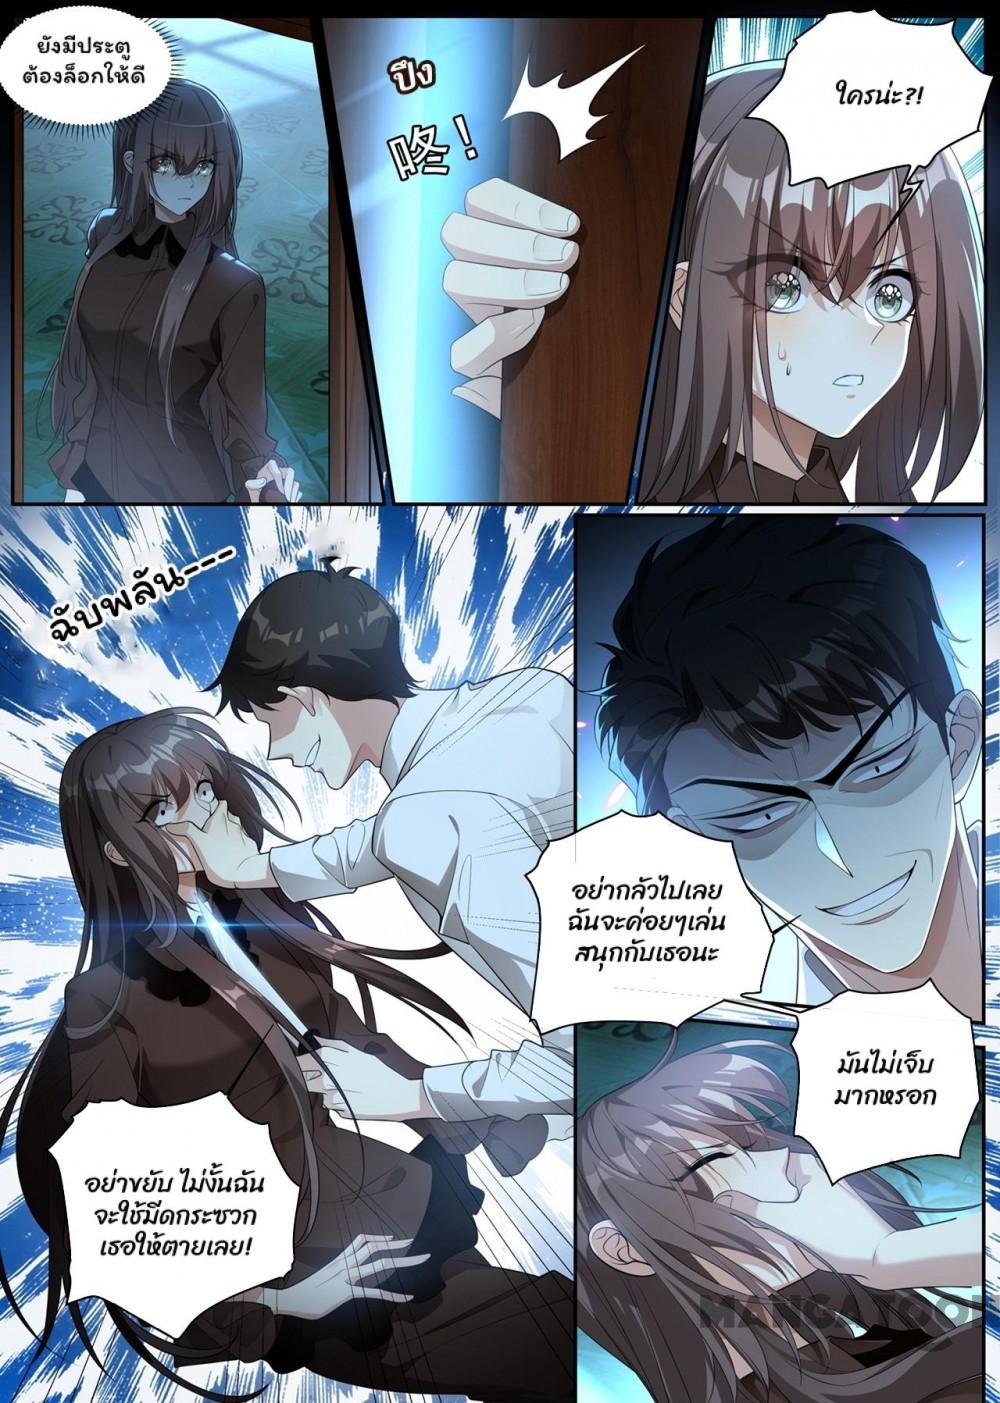 ยังมีประตู
ต้องล็อกให้ดี
ปึง
咚!
ใครน่ะ?!
ฉับพลัน---
อย่ากลัวไปเลย
ฉันจะค่อยๆเล่น
สนุกกับเธอนะ
มันไม่เจ็บ
มากหรอก
อย่าขยับ ไม่งั้นฉัน
จะใช้มีดกระซวก
เธอให้ตายเลย!
MANGATOON